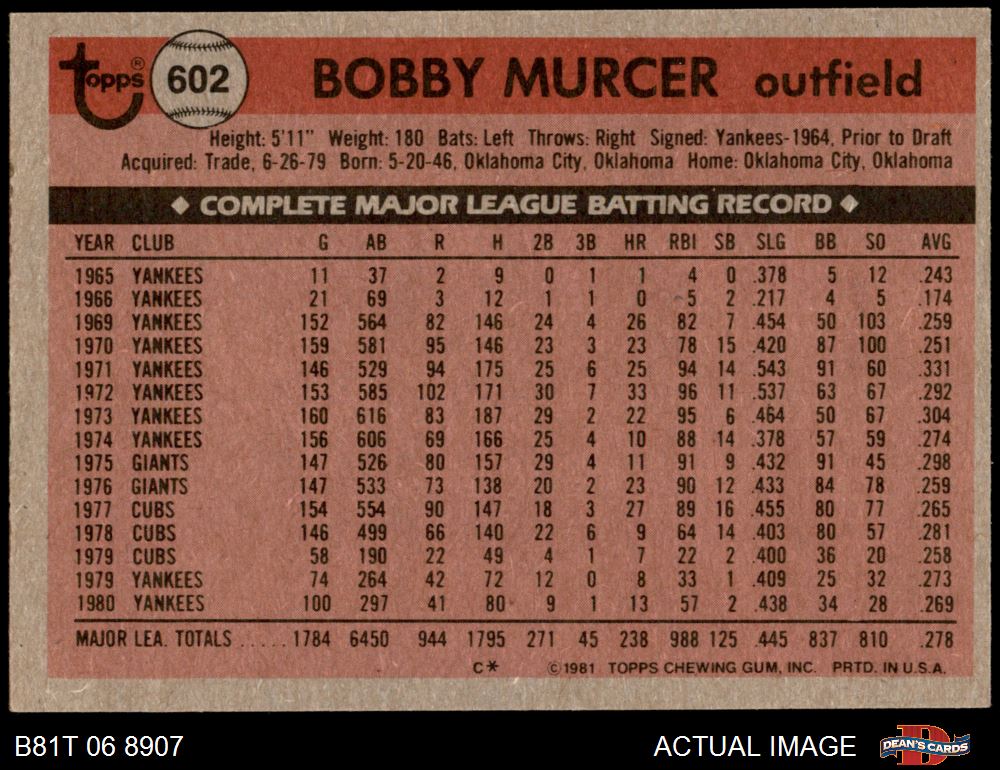 Topps® 602 BOBBY MURCER outfield
Height: 5'11" Weight: 180 Bats: Left Throws: Right Signed: Yankees-1964, Prior to Draft
Acquired: Trade, 6-26-79 Born: 5-20-46, Oklahoma City, Oklahoma Home: Oklahoma City, Oklahoma
◆ COMPLETE MAJOR LEAGUE BATTING RECORD ◆
YEAR CLUB G AB R H 2B 3B HR RBI SB SLG BB SO AVG
1965 YANKEES 11 37 2 9 0 1 1 4 0 .378 5 12 .243
1966 YANKEES 21 69 3 12 1 1 0 5 2 .217 4 5 .174
1969 YANKEES 152 564 82 146 24 4 26 82 7 .454 50 103 .259
1970 YANKEES 159 581 95 146 23 3 23 78 15 .420 87 100 .251
1971 YANKEES 146 529 94 175 25 6 25 94 14 .543 91 60 .331
1972 YANKEES 153 585 102 171 30 7 33 96 11 .537 63 67 .292
1973 YANKEES 160 616 83 187 29 2 22 95 6 .464 50 67 .304
1974 YANKEES 156 606 69 166 25 4 10 88 14 .378 57 59 .274
1975 GIANTS 147 526 80 157 29 4 11 91 9 .432 91 45 .298
1976 GIANTS 147 533 73 138 20 2 23 90 12 .433 84 78 .259
1977 CUBS 154 554 90 147 18 3 27 89 16 .455 80 77 .265
1978 CUBS 146 499 66 140 22 6 9 64 14 .403 80 57 .281
1979 CUBS 58 190 22 49 4 1 7 22 2 .400 36 20 .258
1979 YANKEES 74 264 42 72 12 0 8 33 1 .409 25 32 .273
1980 YANKEES 100 297 41 80 9 1 13 57 2 .438 34 28 .269
MAJOR LEA. TOTALS ..... 1784 6450 944 1795 271 45 238 988 125 .445 837 810 .278
C* © 1981 TOPPS CHEWING GUM, INC. PRTD. IN U.S.A.
B81T 06 8907 ACTUAL IMAGE D DEAN'S CARDS